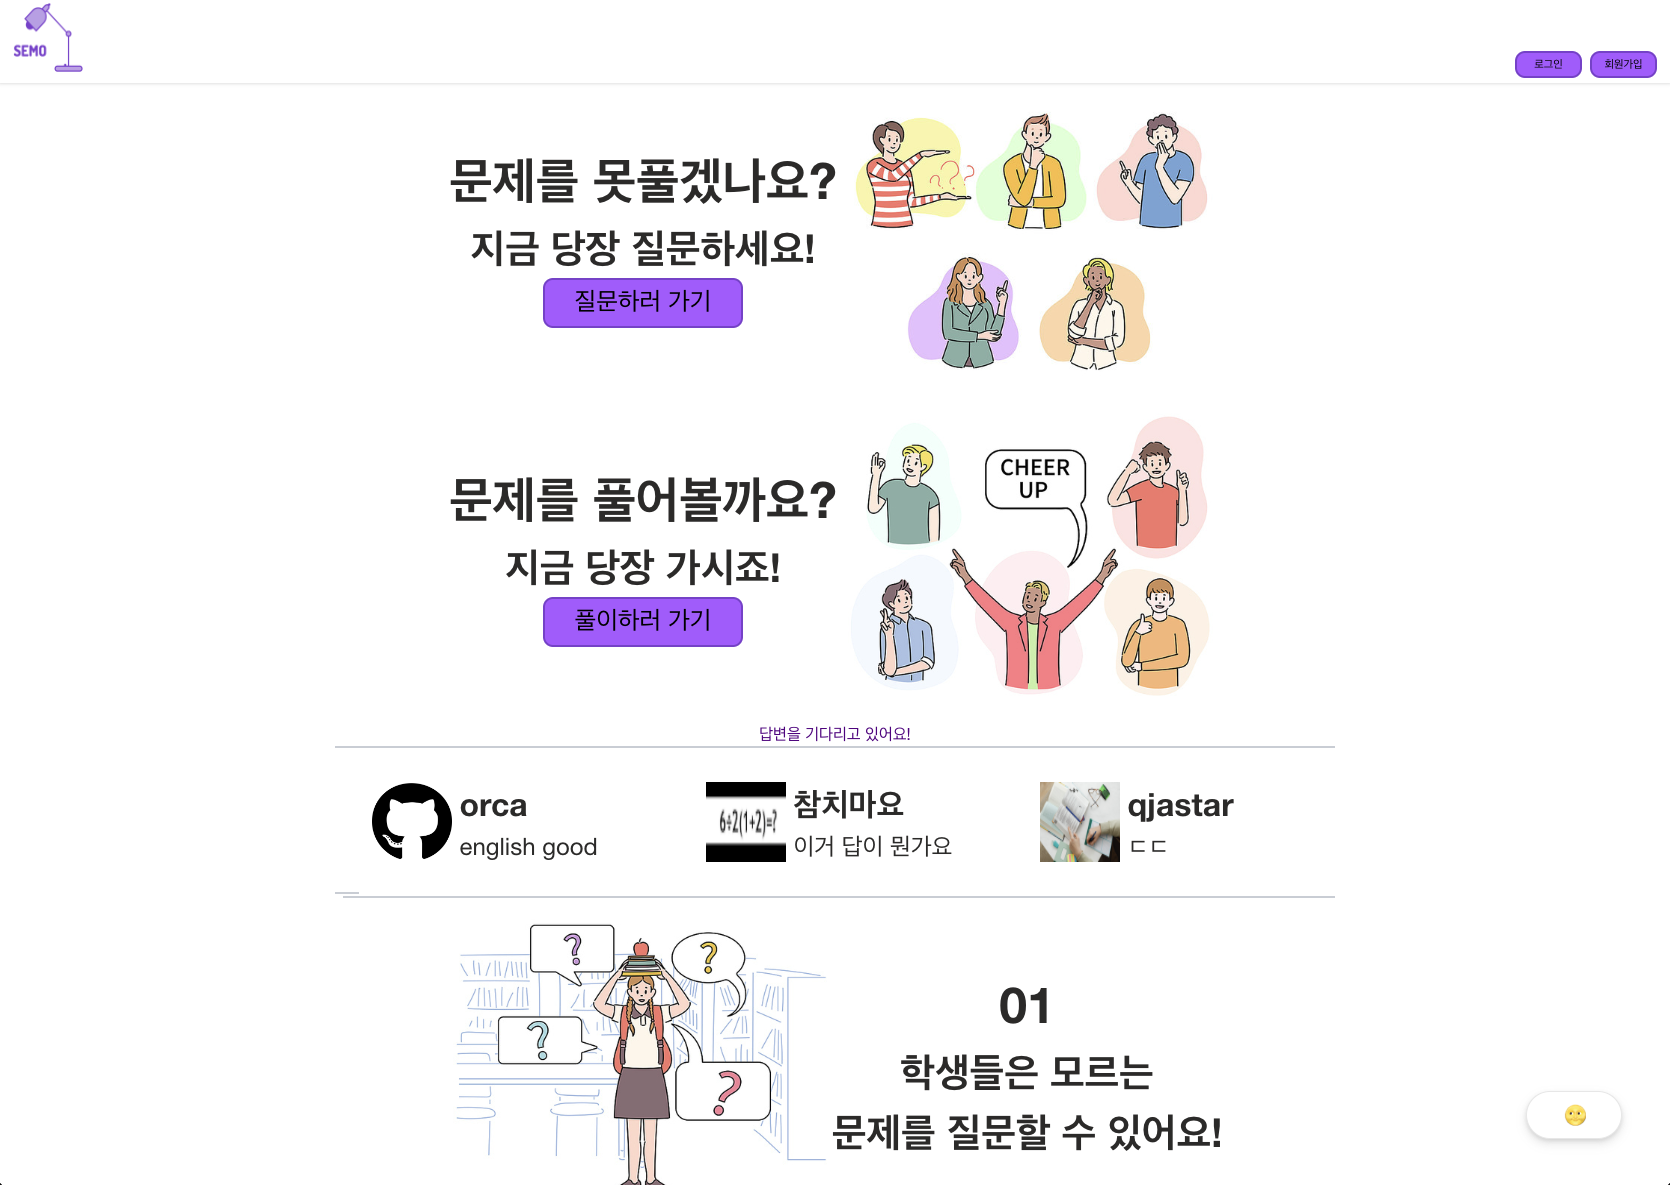 SEMO
로그인
회원가입
문제를 못풀겠나요?
지금 당장 질문하세요!
질문하러 가기
? ? ?
문제를 풀어볼까요?
지금 당장 가시죠!
풀이하러 가기
CHEER
UP
답변을 기다리고 있어요!
orca
english good
6÷2(1+2)=?
참치마요
이거 답이 뭔가요
qjastar
ㄷㄷ
?
?
?
?
01
학생들은 모르는
문제를 질문할 수 있어요!